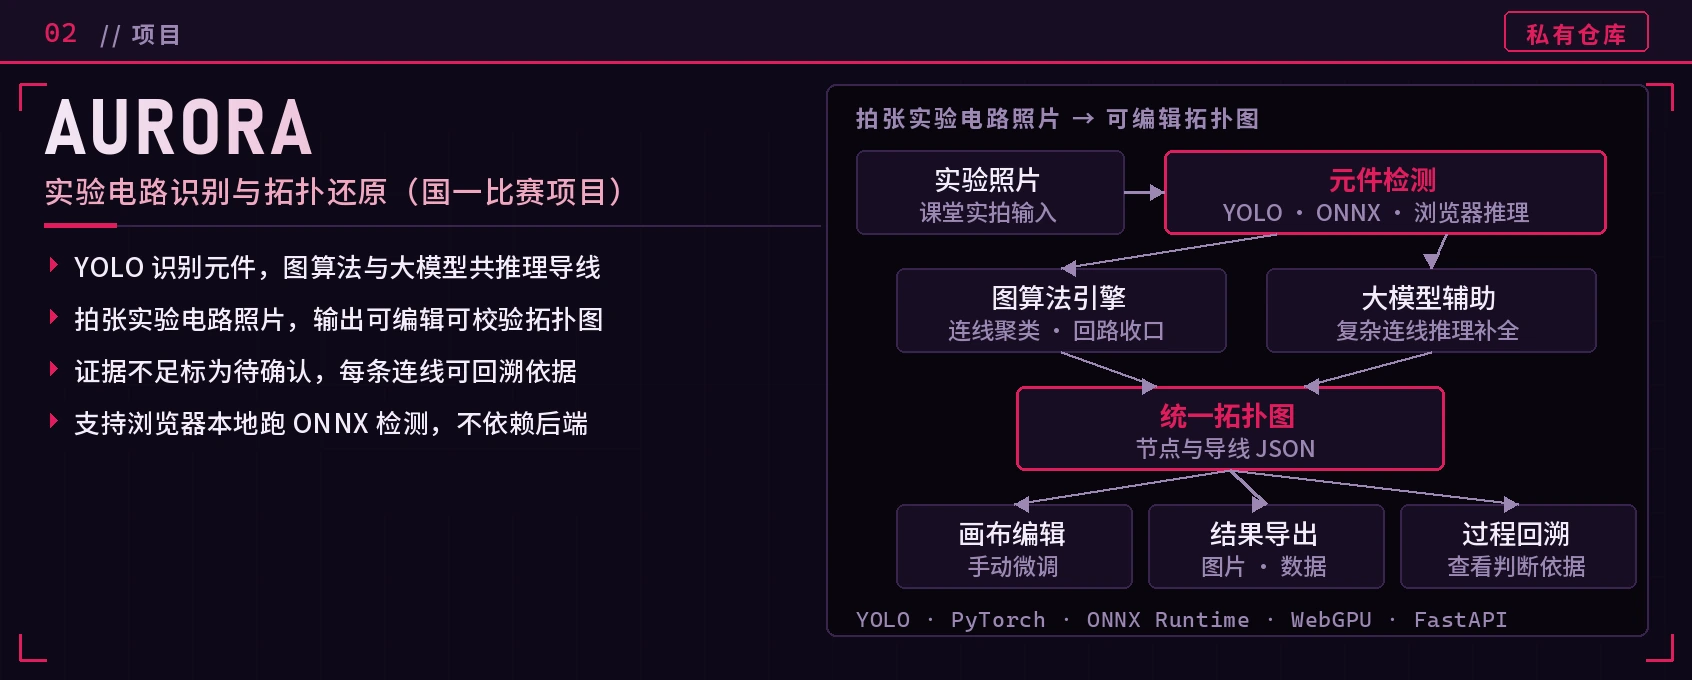 02 // 项目
私有仓库
AURORA
实验电路识别与拓扑还原（国一比赛项目）
YOLO 识别元件，图算法与大模型共推理导线
拍张实验电路照片，输出可编辑可校验拓扑图
证据不足标为待确认，每条连线可回溯依据
支持浏览器本地跑 ONNX 检测，不依赖后端
拍张实验电路照片 → 可编辑拓扑图
实验照片
课堂实拍输入
元件检测
YOLO · ONNX · 浏览器推理
图算法引擎
连线聚类 · 回路收口
大模型辅助
复杂连线推理补全
统一拓扑图
节点与导线 JSON
画布编辑
手动微调
结果导出
图片 · 数据
过程回溯
查看判断依据
YOLO · PyTorch · ONNX Runtime · WebGPU · FastAPI